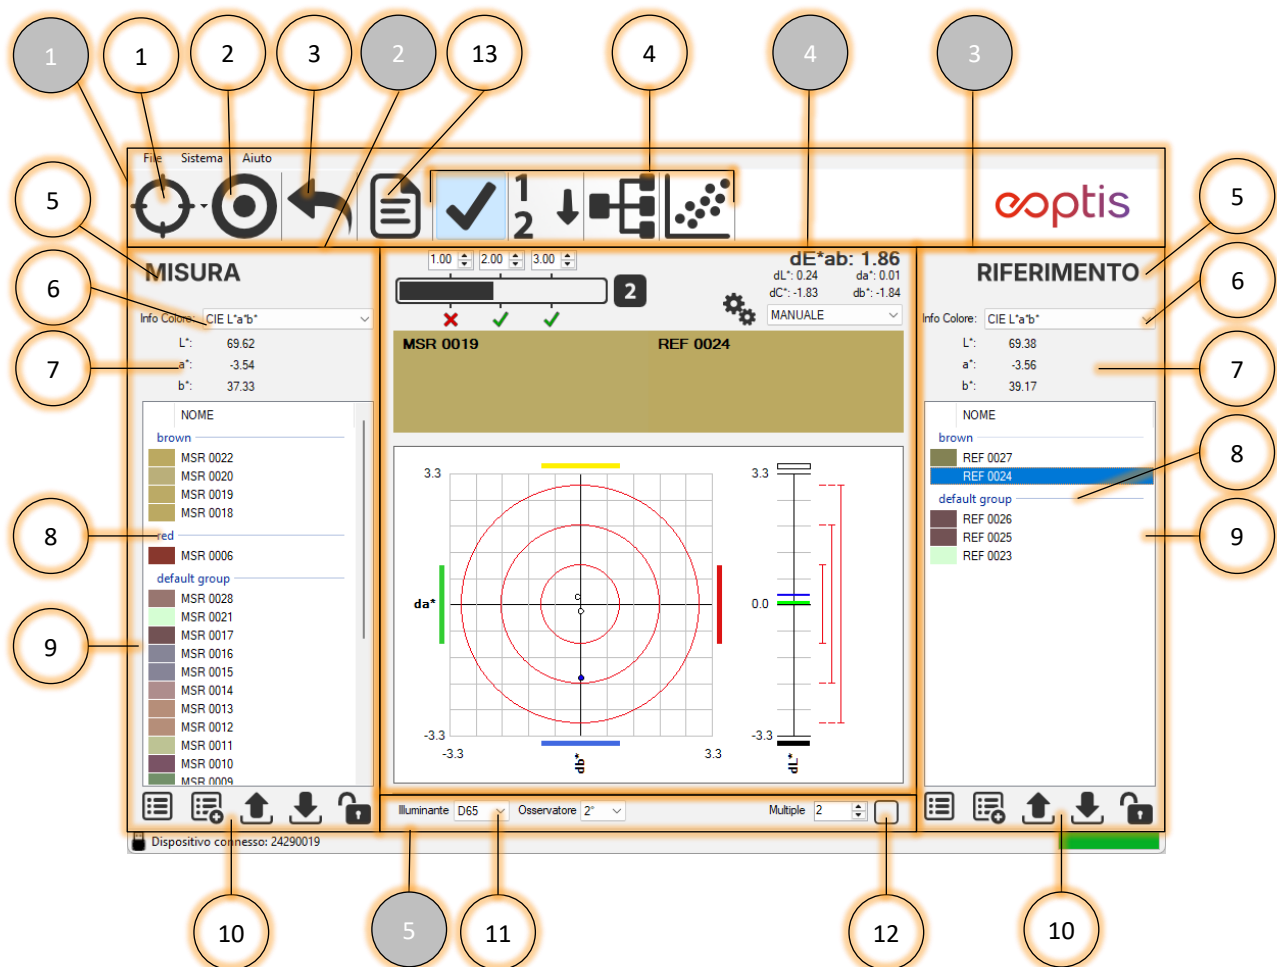 1
1
2
3
2
13
4
4
3
File Sistema Aiuto
1
2
eoptis
5
5
MISURA
RIFERIMENTO
6
6
Info Colore: CIE L*a*b*
L*: 69.62
a*: -3.54
b*: 37.33
7
7
1.00 2.00 3.00
2
dE*ab: 1.86
dL*: 0.24 da*: 0.01
dC*: -1.83 db*: -1.84
MANUALE
Info Colore: CIE L*a*b*
L*: 69.38
a*: -3.56
b*: 39.17
MSR 0019 REF 0024
NOME
brown
MSR 0022
MSR 0020
MSR 0019
MSR 0018
red
MSR 0006
default group
MSR 0028
MSR 0021
MSR 0017
MSR 0016
MSR 0015
MSR 0014
MSR 0013
MSR 0012
MSR 0011
MSR 0010
MSR 0009
8
9
3.3
da*
-3.3
-3.3
db*
3.3
C
3.3
0.0
-3.3
dL*
NOME
brown
REF 0027
REF 0024
default group
REF 0026
REF 0025
REF 0023
8
9
Illuminante D65 Osservatore 2° Multiple 2
Dispositivo connesso: 24290019
10
5
11
12
10